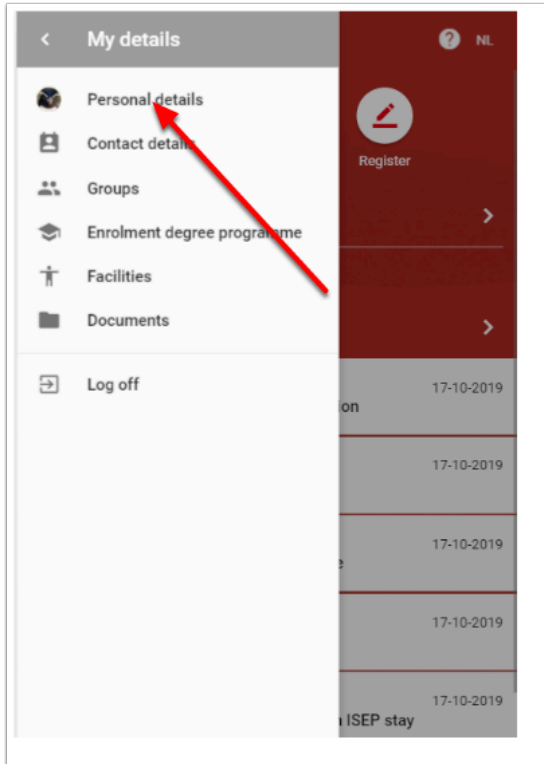 My details
NL
Personal details
Contact details
Register
Groups
Enrolment degree programme
Facilities
Documents
Log off
17-10-2019
ion
17-10-2019
17-10-2019
e
17-10-2019
17-10-2019
ISEP stay